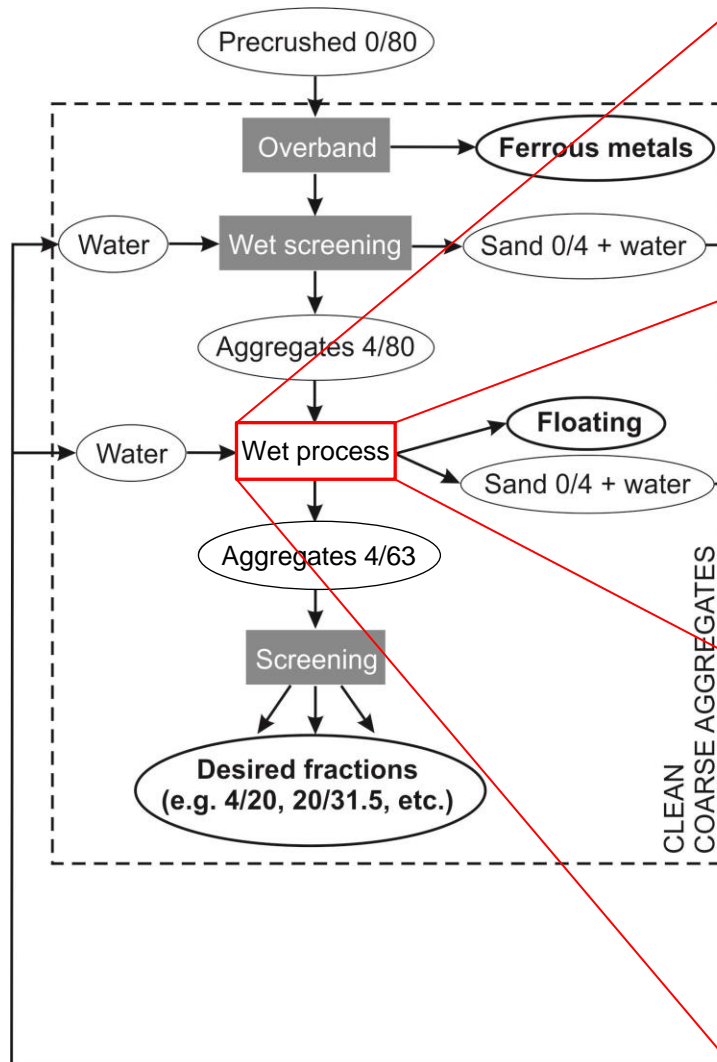 Precrushed 0/80
Overband
Ferrous metals
Water
Wet screening
Sand 0/4 + water
Aggregates 4/80
Floating
Water
Wet process
Sand 0/4 + water
Aggregates 4/63
Screening
Desired fractions
(e.g. 4/20, 20/31.5, etc.)
CLEAN
COARSE AGGREGATES